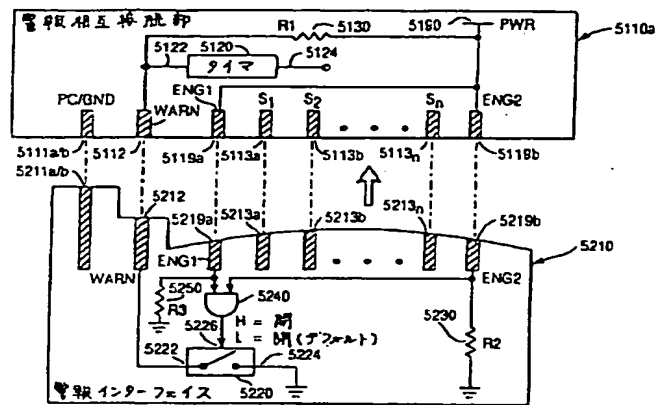 警報相互接続部
R1
5130
5190
PWR
5110a
5122
5120
5124
タイマ
PC/GND
WARN
ENG1
S1
S2
Sn
ENG2
5111a/b
5112
5119a
5113a
5113b
5113n
5118b
5211a/b
5212
5219a
5213a
5213b
5213n
5219b
5210
WARN
ENG1
ENG2
5250
R3
5240
5226
H = 閉
L = 開(デフォルト)
5230
R2
5222
5224
5220
警報インターフェイス